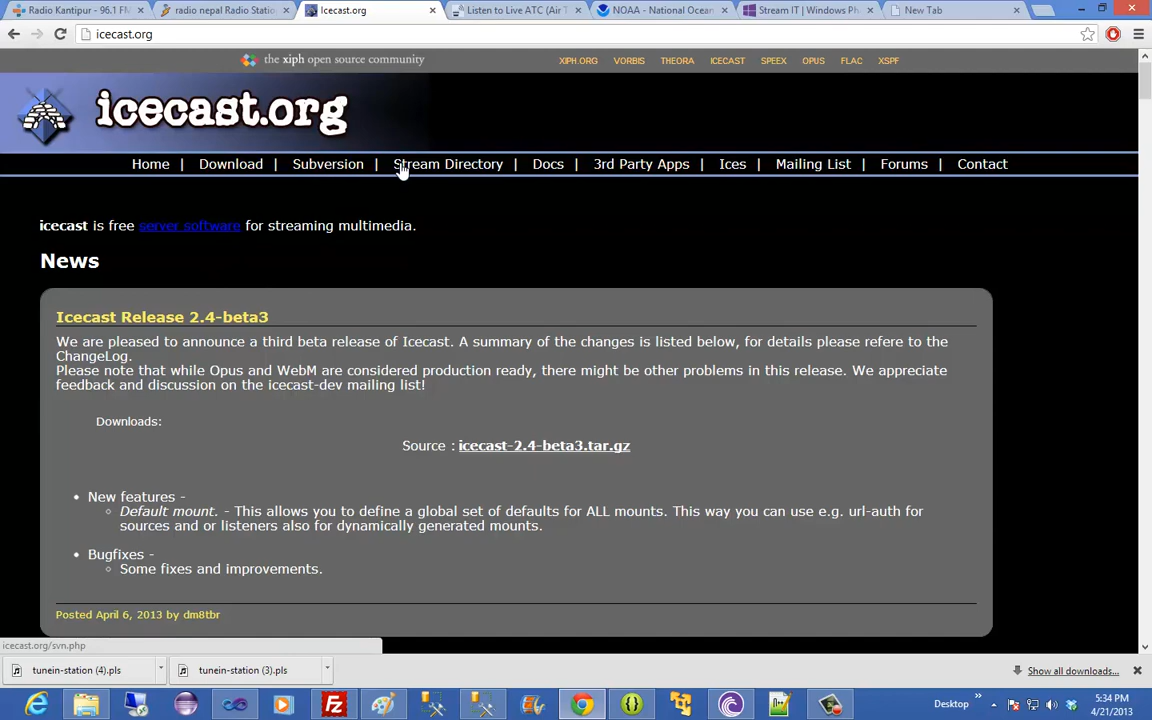 Radio Kantipur - 96.1 FM
radio nepal Radio Statio
Icecast.org
Listen to Live ATC (Air T
NOAA - National Ocean
Stream IT | Windows Ph
New Tab
icecast.org
the xiph open source community
XIPH.ORG VORBIS THEORA ICECAST SPEEX OPUS FLAC XSPF
icecast.org
Home | Download | Subversion | Stream Directory | Docs | 3rd Party Apps | Ices | Mailing List | Forums | Contact
icecast is free server software for streaming multimedia.
News
Icecast Release 2.4-beta3
We are pleased to announce a third beta release of Icecast. A summary of the changes is listed below, for details please refere to the
ChangeLog.
Please note that while Opus and WebM are considered production ready, there might be other problems in this release. We appreciate
feedback and discussion on the icecast-dev mailing list!
Downloads:
Source : icecast-2.4-beta3.tar.gz
New features -
Default mount. - This allows you to define a global set of defaults for ALL mounts. This way you can use e.g. url-auth for
sources and or listeners also for dynamically generated mounts.
Bugfixes -
Some fixes and improvements.
Posted April 6, 2013 by dm8tbr
icecast.org/svn.php
tunein-station (4).pls
tunein-station (3).pls
Show all downloads...
Desktop
5:34 PM
4/21/2013